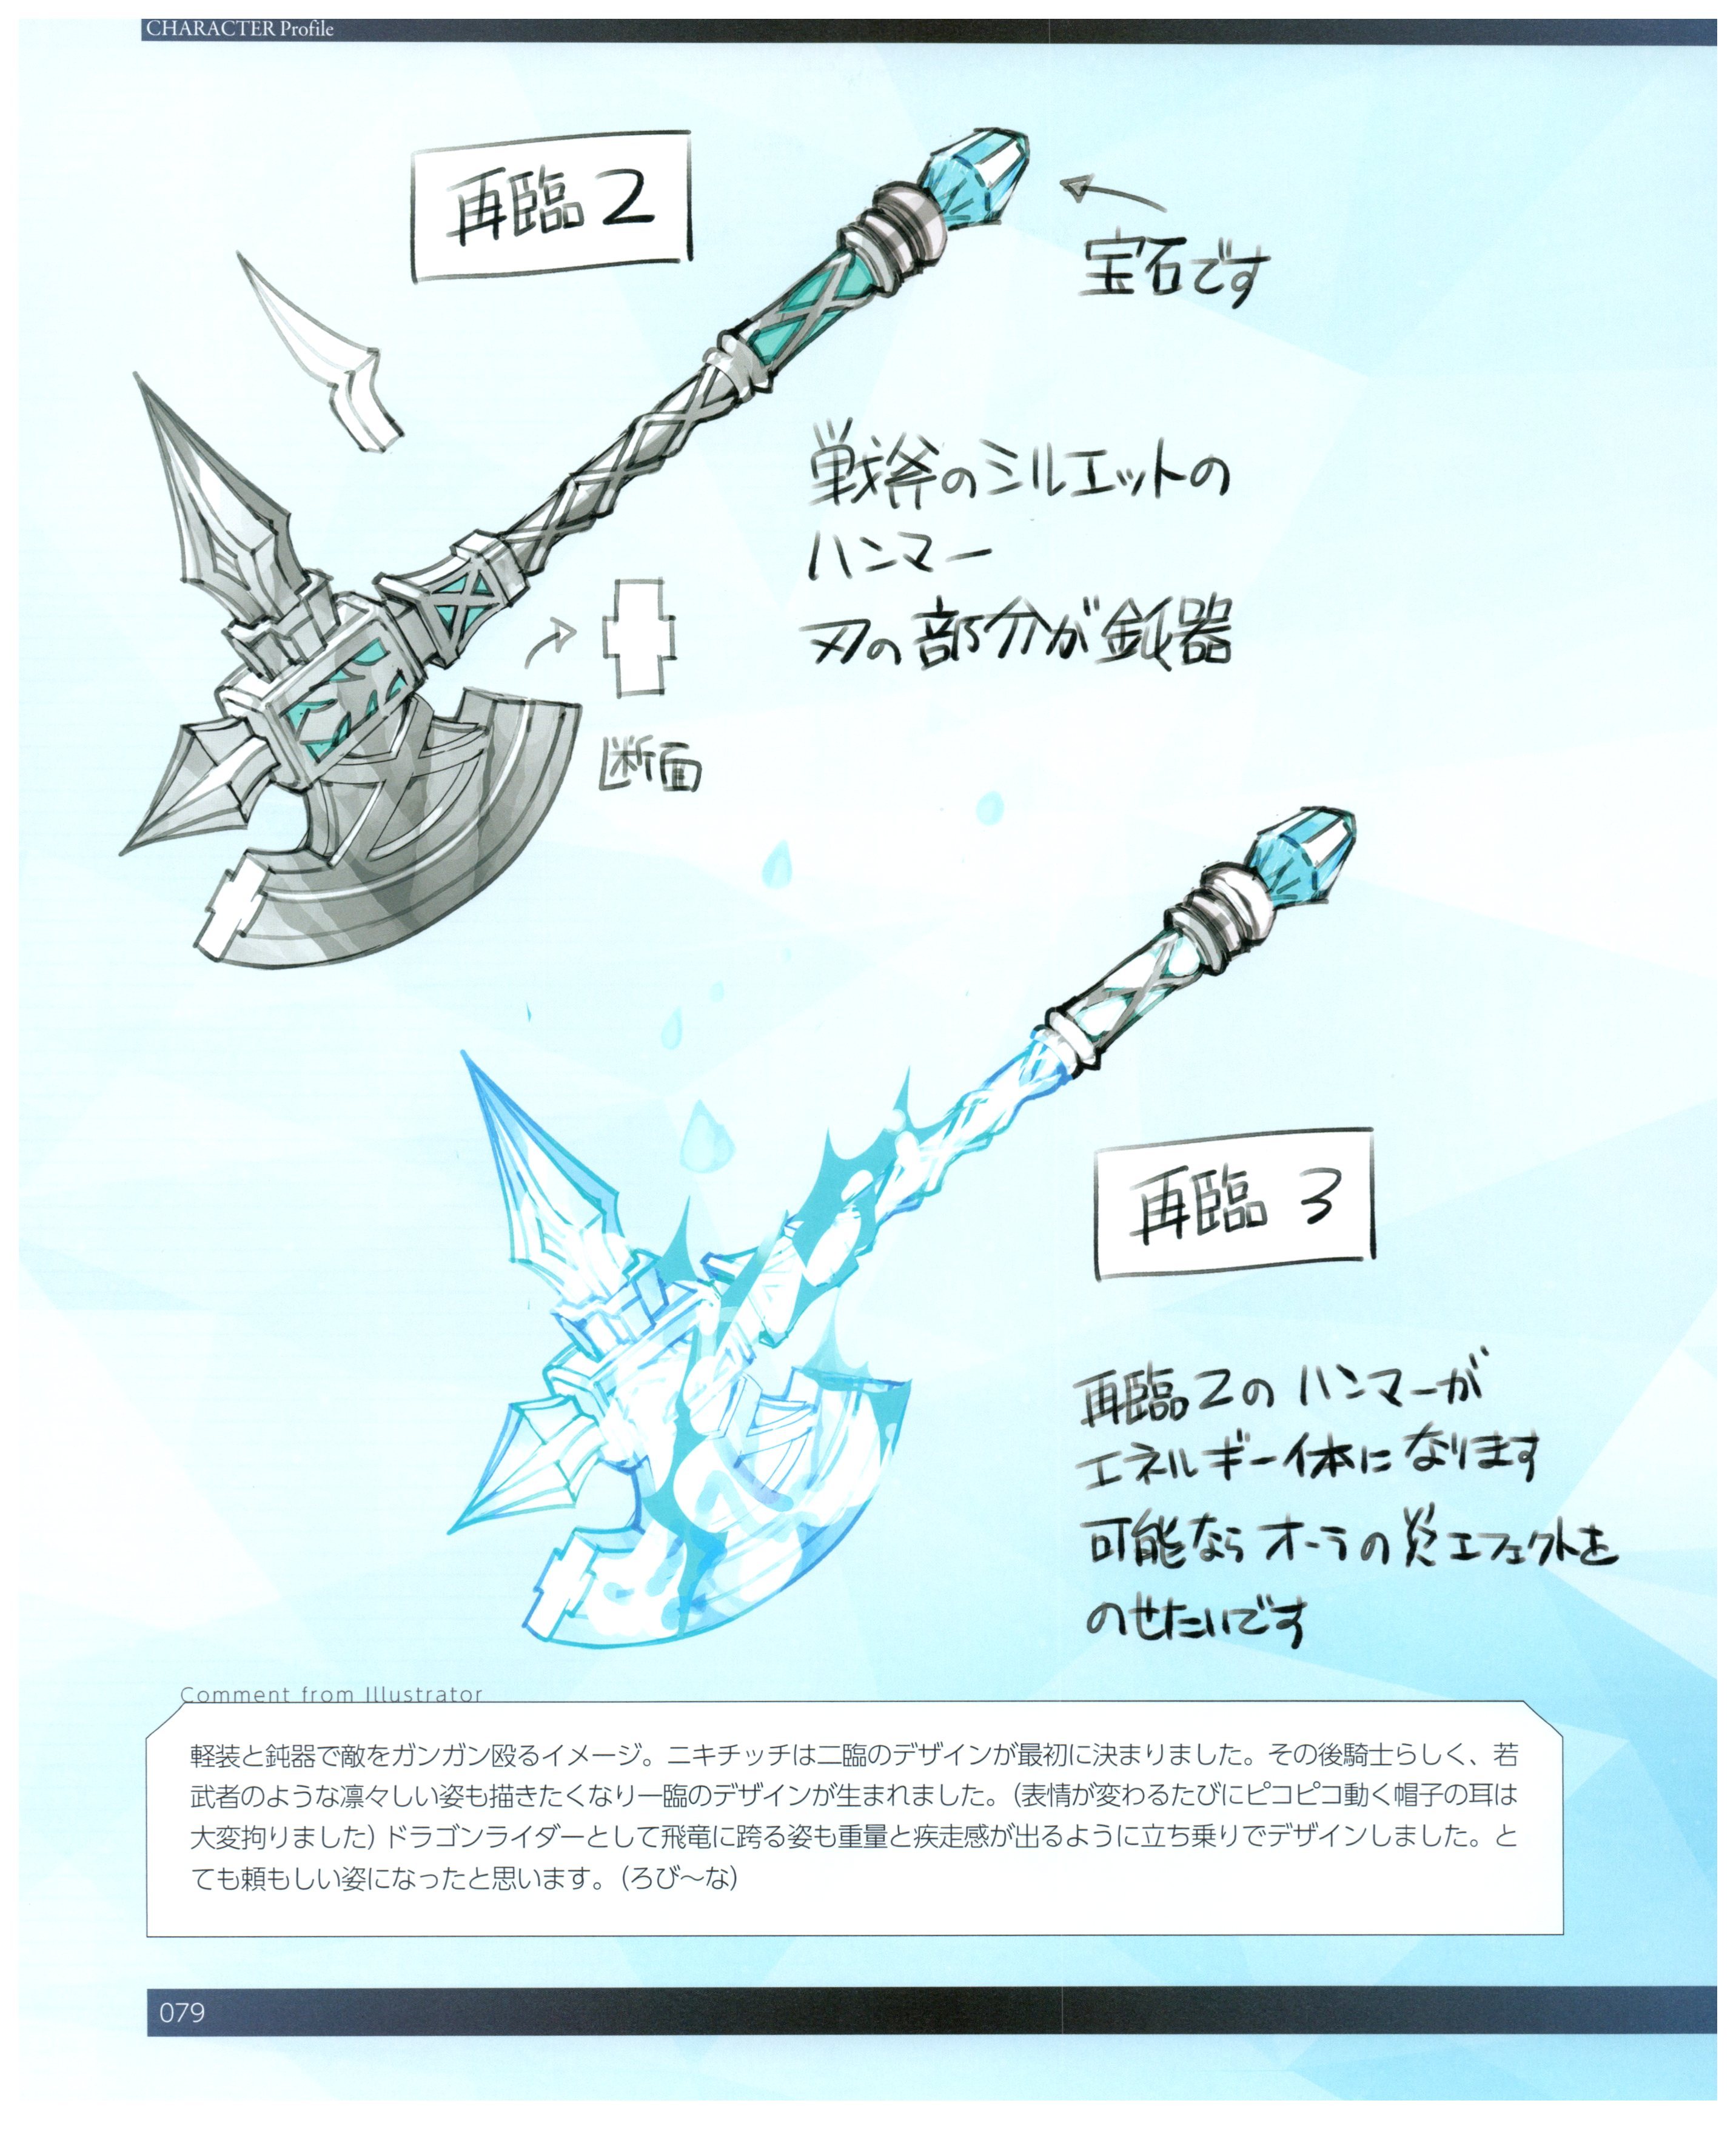 CHARACTER Profile
再臨2
宝石です
戦斧のシルエットの
ハンマー
刃の部分が鈍器
断面
再臨 3
再臨2の ハンマーが
エネルギー体になります
可能なら オーラの炎エフェクトを
のせたいです
Comment from Illustrator
軽装と鈍器で敵をガンガン殴るイメージ。ニキチッチは二臨のデザインが最初に決まりました。その後騎士らしく、若
武者のような凛々しい姿も描きたくなり一臨のデザインが生まれました。(表情が変わるたびにピコピコ動く帽子の耳は
大変拘りました) ドラゴンライダーとして飛竜に跨る姿も重量と疾走感が出るように立ち乗りでデザインしました。と
ても頼もしい姿になったと思います。(ろび〜な)
079